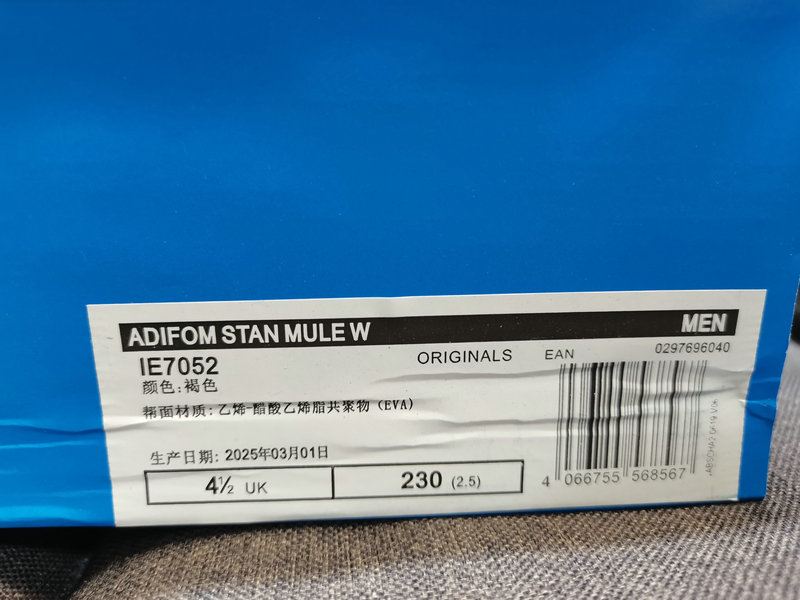 ADIFOM STAN MULE W MEN
IE7052 ORIGINALS EAN 0297696040
颜色:褐色
帮面材质:乙烯-醋酸乙烯脂共聚物(EVA)
生产日期: 2025年03月01日
4½ UK 230 (2.5)
4 066755 568567